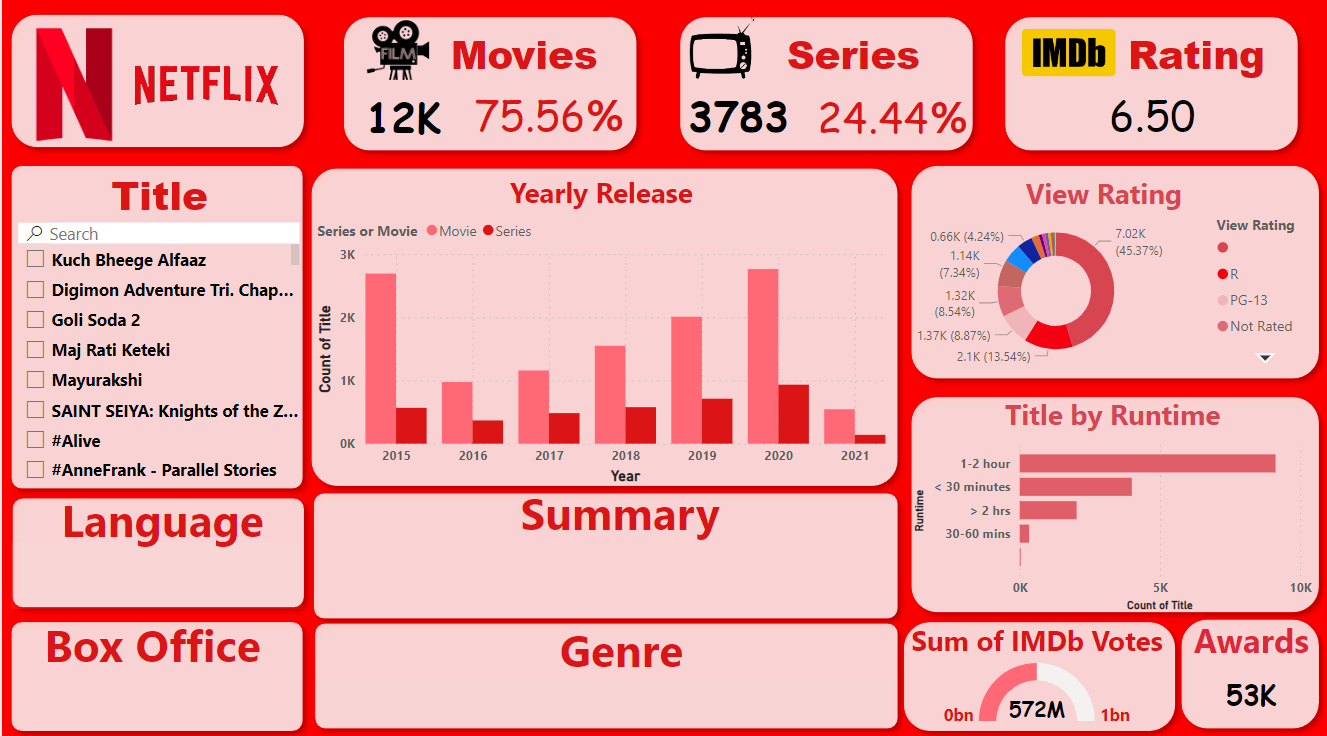 NETFLIX
FILM
Movies
12K 75.56%
Series
3783 24.44%
IMDb Rating
6.50
Title
Search
Kuch Bheege Alfaaz
Digimon Adventure Tri. Chap...
Goli Soda 2
Maj Rati Keteki
Mayurakshi
SAINT SEIYA: Knights of the Z...
#Alive
#AnneFrank - Parallel Stories
Language
Box Office
Yearly Release
Series or Movie Movie Series
Count of Title
3K
2K
1K
0K
2015 2016 2017 2018 2019 2020 2021
Year
Summary
Genre
View Rating
0.66K (4.24%)
1.14K
(7.34%)
1.32K
(8.54%)
1.37K (8.87%)
2.1K (13.54%)
7.02K
(45.37%)
View Rating
R
PG-13
Not Rated
Title by Runtime
Runtime
1-2 hour
< 30 minutes
> 2 hrs
30-60 mins
0K 5K 10K
Count of Title
Sum of IMDb Votes
0bn 572M 1bn
Awards
53K